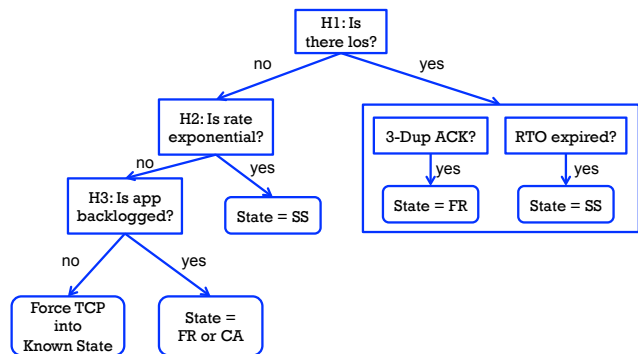 H1: Is
there los?
no
yes
H2: Is rate
exponential?
3-Dup ACK?
RTO expired?
no
yes
yes
yes
H3: Is app
backlogged?
State = SS
State = FR
State = SS
no
yes
Force TCP
into
Known State
State =
FR or CA